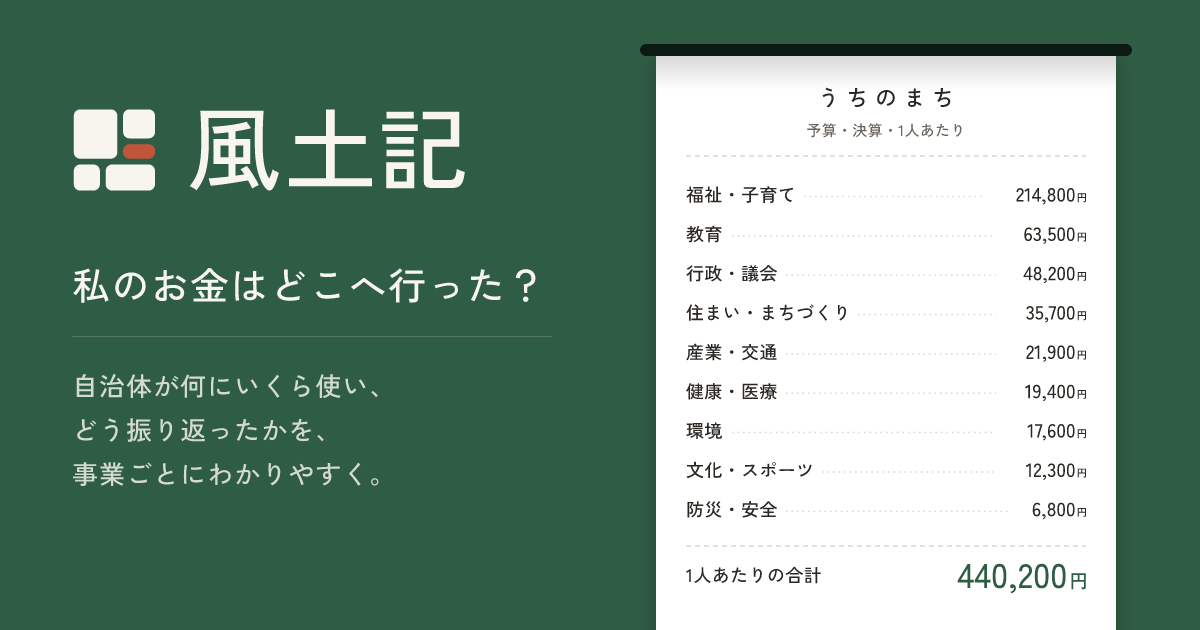 風土記
私のお金はどこへ行った？
自治体が何にいくら使い、
どう振り返ったかを、
事業ごとにわかりやすく。
うちのまち
予算・決算・1人あたり
福祉・子育て 214,800円
教育 63,500円
行政・議会 48,200円
住まい・まちづくり 35,700円
産業・交通 21,900円
健康・医療 19,400円
環境 17,600円
文化・スポーツ 12,300円
防災・安全 6,800円
1人あたりの合計 440,200円